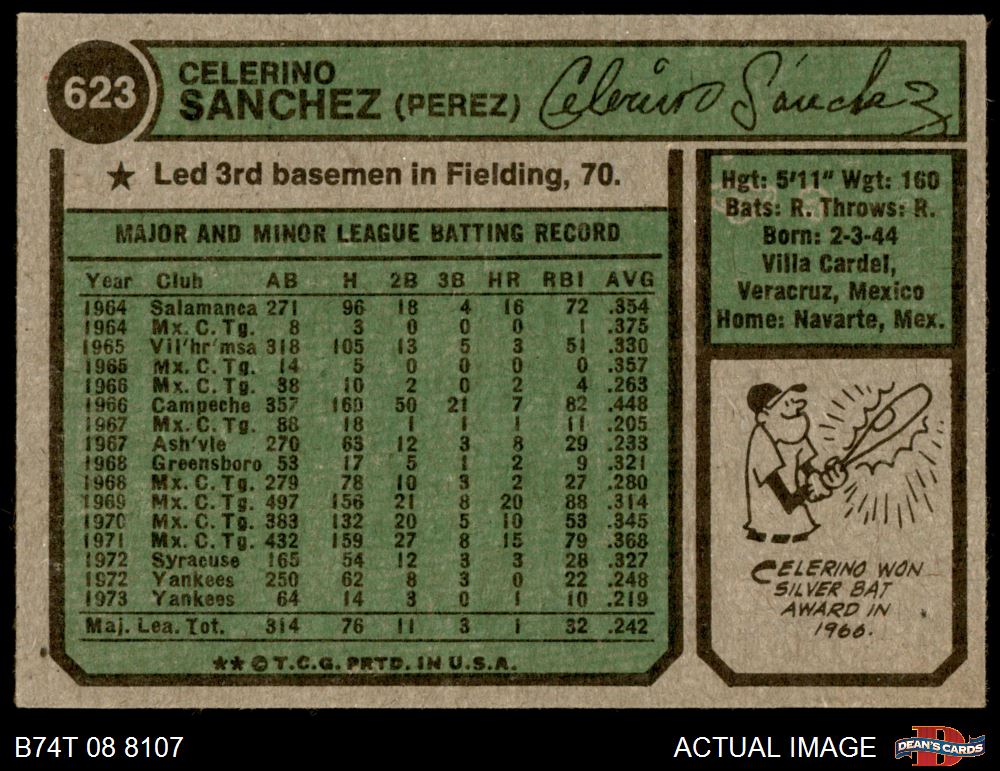 623
CELERINO
SANCHEZ (PEREZ)
Celerino Sánchez
★ Led 3rd basemen in Fielding, 70.
MAJOR AND MINOR LEAGUE BATTING RECORD
Year Club AB H 2B 3B HR RBI AVG
1964 Salamanca 271 96 18 4 16 72 .354
1964 Mx. C. Tg. 8 3 0 0 0 1 .375
1965 Vil'hr'msa 318 105 13 5 3 51 .330
1965 Mx. C. Tg. 14 5 0 0 0 0 .357
1966 Mx. C. Tg. 38 10 2 0 2 4 .263
1966 Campeche 357 160 50 21 7 82 .448
1967 Mx. C. Tg. 88 18 1 1 1 11 .205
1967 Ash'vle 270 63 12 3 8 29 .233
1968 Greensboro 53 17 5 1 2 9 .321
1968 Mx. C. Tg. 279 78 10 3 2 27 .280
1969 Mx. C. Tg. 497 156 21 8 20 88 .314
1970 Mx. C. Tg. 383 132 20 5 10 53 .345
1971 Mx. C. Tg. 432 159 27 8 15 79 .368
1972 Syracuse 165 54 12 3 3 28 .327
1972 Yankees 250 62 8 3 0 22 .248
1973 Yankees 64 14 3 0 1 10 .219
Maj. Lea. Tot. 314 76 11 3 1 32 .242
★★ © T.C.G. PRTD. IN U.S.A.
Hgt: 5'11" Wgt: 160
Bats: R. Throws: R.
Born: 2-3-44
Villa Cardel,
Veracruz, Mexico
Home: Navarte, Mex.
CELERINO WON
SILVER BAT
AWARD IN
1966.
B74T 08 8107
ACTUAL IMAGE
D
DEAN'S CARDS